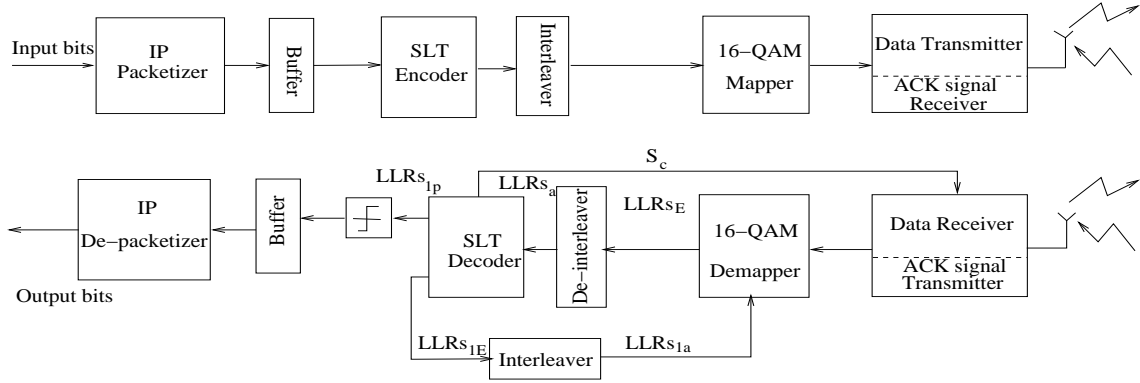 Input bits
IP
Packetizer
Buffer
SLT
Encoder
Interleaver
16-QAM
Mapper
Data Transmitter
ACK signal
Receiver
S_c
LLRs_1p
LLRs_a
LLRs_E
IP
De-packetizer
Buffer
SLT
Decoder
De-interleaver
16-QAM
Demapper
Data Receiver
ACK signal
Transmitter
Output bits
LLRs_1E
Interleaver
LLRs_1a